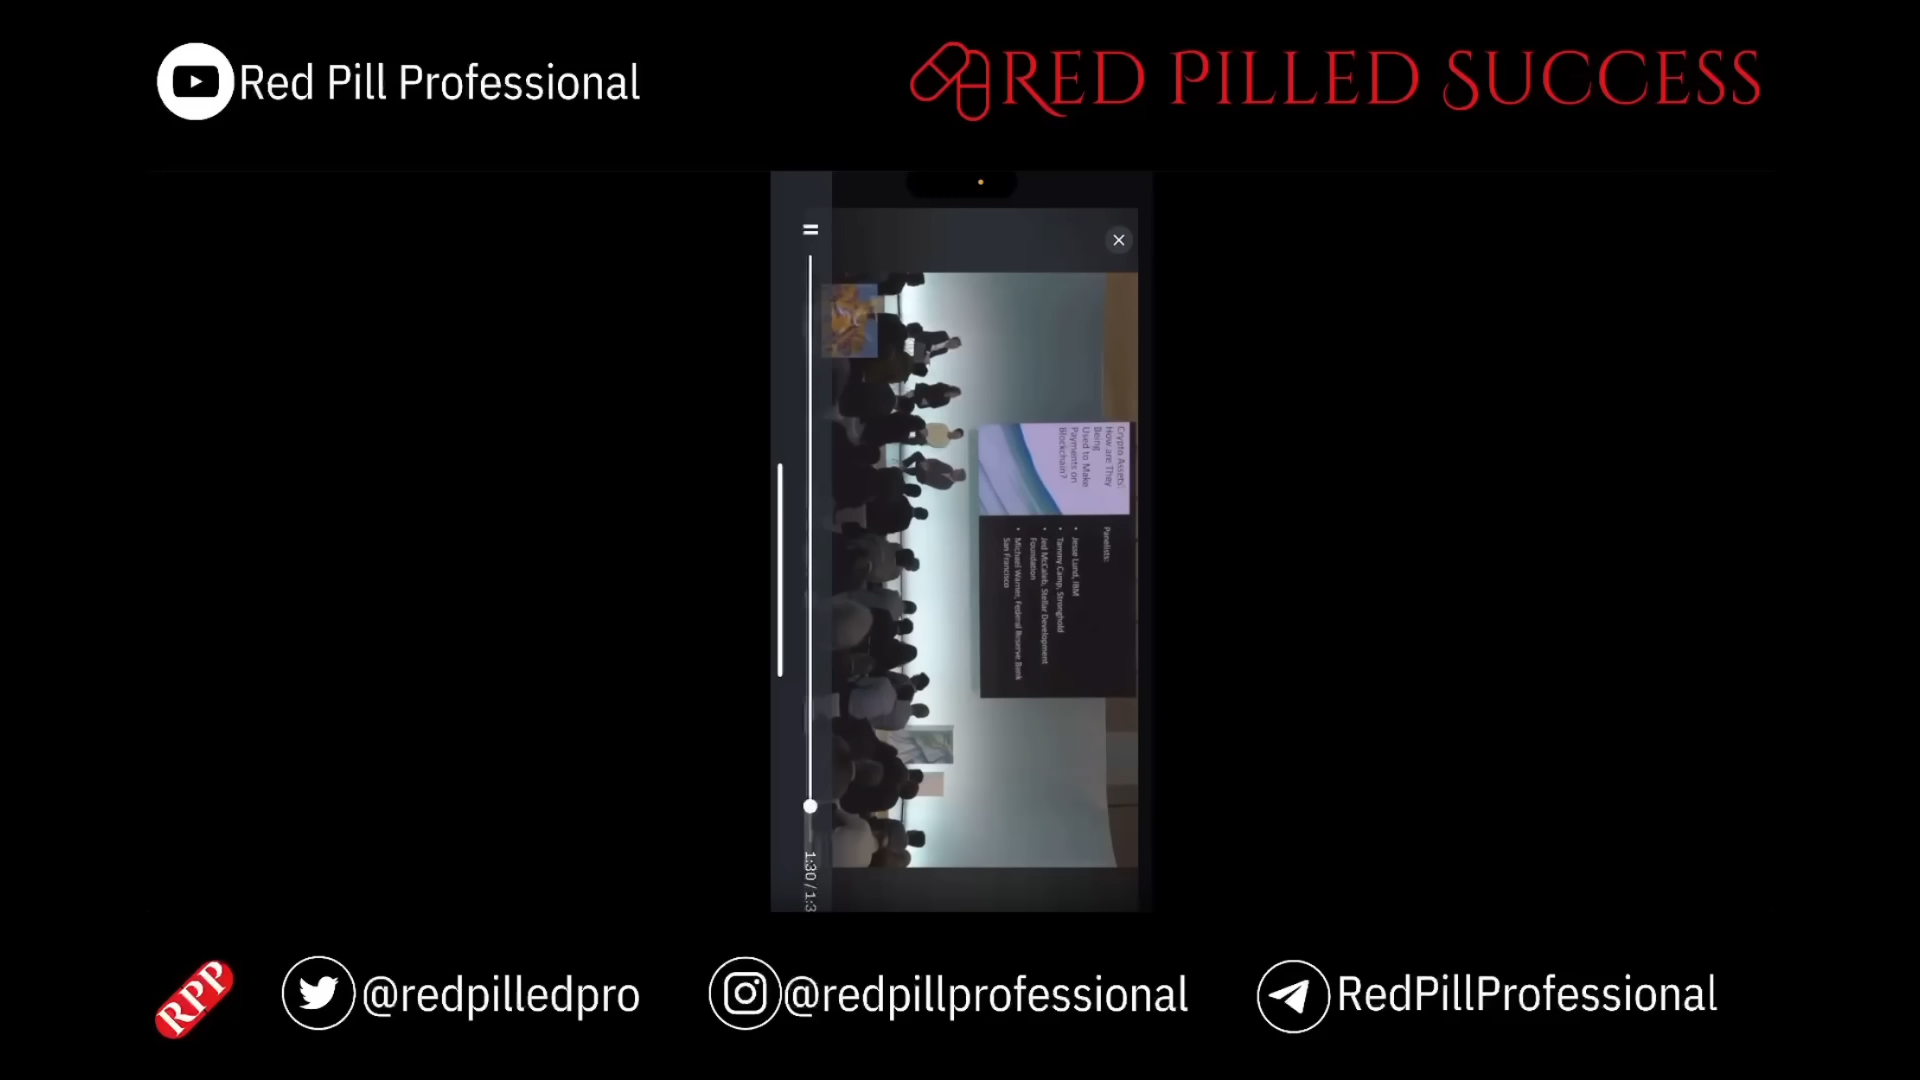 Red Pill Professional
RED PILLED SUCCESS
Crypto Assets:
How are They
Being
Used to Make
Payments on
Blockchain?
Panelists:
• Jesse Lund, IBM
• Tammy Camp, Stronghold
• Jed McCaleb, Stellar Development
Foundation
• Michael Warren, Federal Reserve Bank
San Francisco
1:30 / 1:3
RPP
@redpilledpro
@redpillprofessional
RedPillProfessional